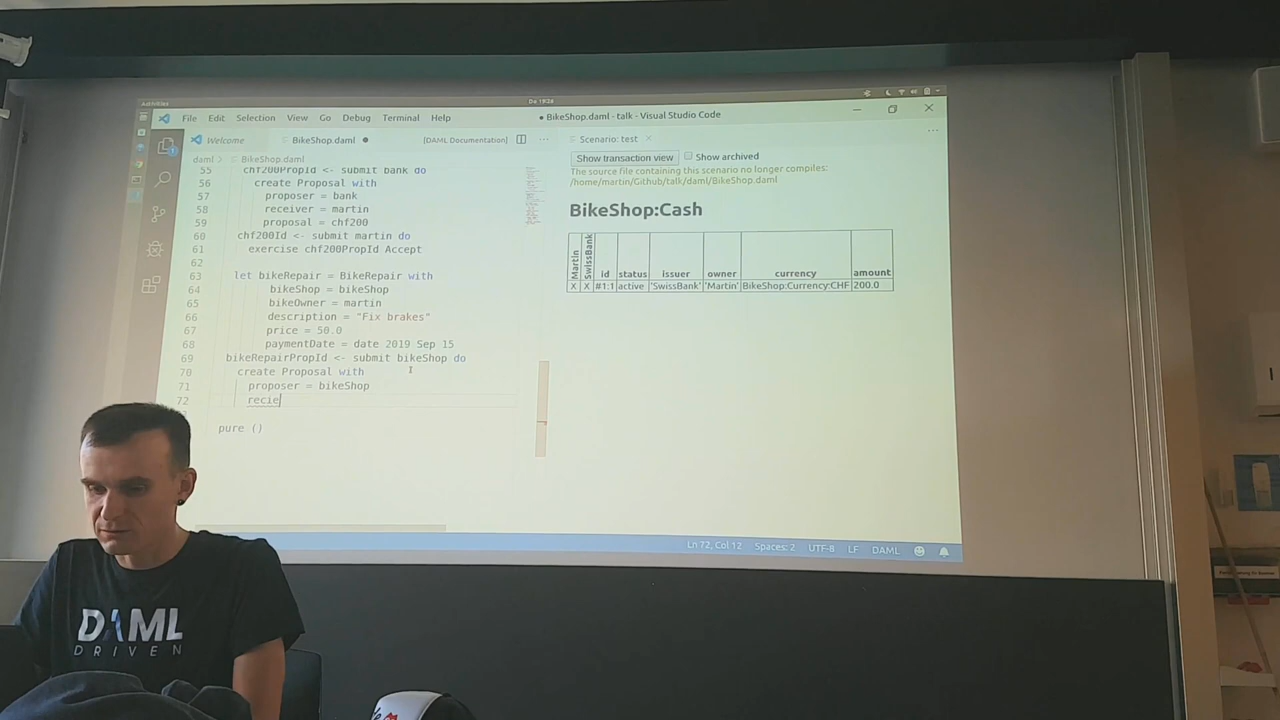 Activities
Do 19:26
File Edit Selection View Go Debug Terminal Help
BikeShop.daml - talk - Visual Studio Code
Welcome
BikeShop.daml
[DAML Documentation]
Scenario: test
daml > BikeShop.daml
Show transaction view
Show archived
The source file containing this scenario no longer compiles:
/home/martin/Github/talk/daml/BikeShop.daml
BikeShop:Cash
Martin SwissBank id status issuer owner currency amount
X X #1:1 active 'SwissBank' 'Martin' BikeShop:Currency:CHF 200.0
55 chf200PropId <- submit bank do
56 create Proposal with
57 proposer = bank
58 receiver = martin
59 proposal = chf200
60 chf200Id <- submit martin do
61 exercise chf200PropId Accept
62
63 let bikeRepair = BikeRepair with
64 bikeShop = bikeShop
65 bikeOwner = martin
66 description = "Fix brakes"
67 price = 50.0
68 paymentDate = date 2019 Sep 15
69 bikeRepairPropId <- submit bikeShop do
70 create Proposal with
71 proposer = bikeShop
72 recie
pure ()
Ln 72, Col 12 Spaces: 2 UTF-8 LF DAML
DAML
DRIVEN